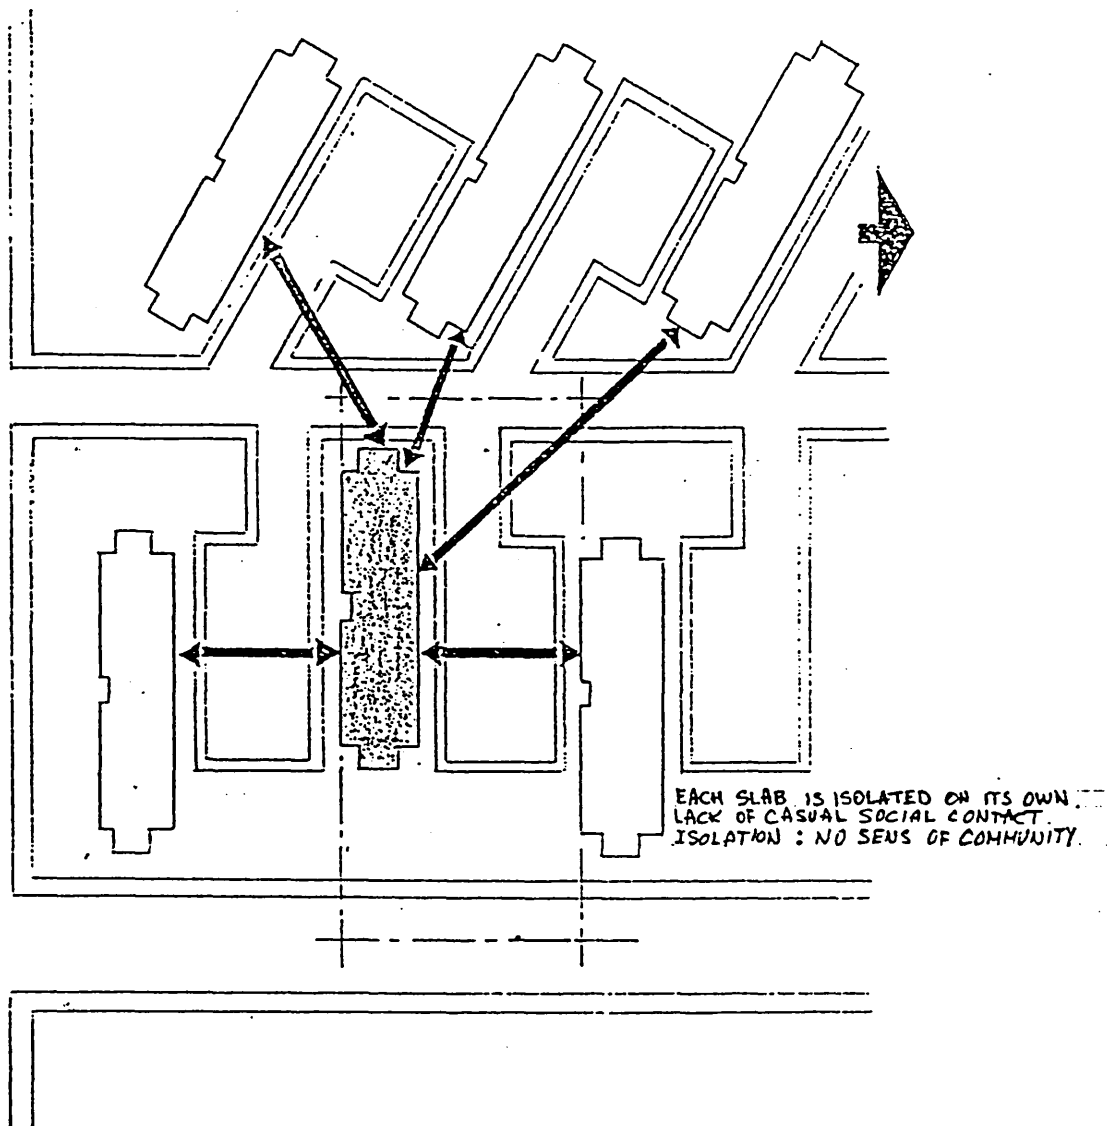 EACH SLAB IS ISOLATED ON ITS OWN.
LACK OF CASUAL SOCIAL CONTACT.
ISOLATION : NO SENS OF COMMUNITY.